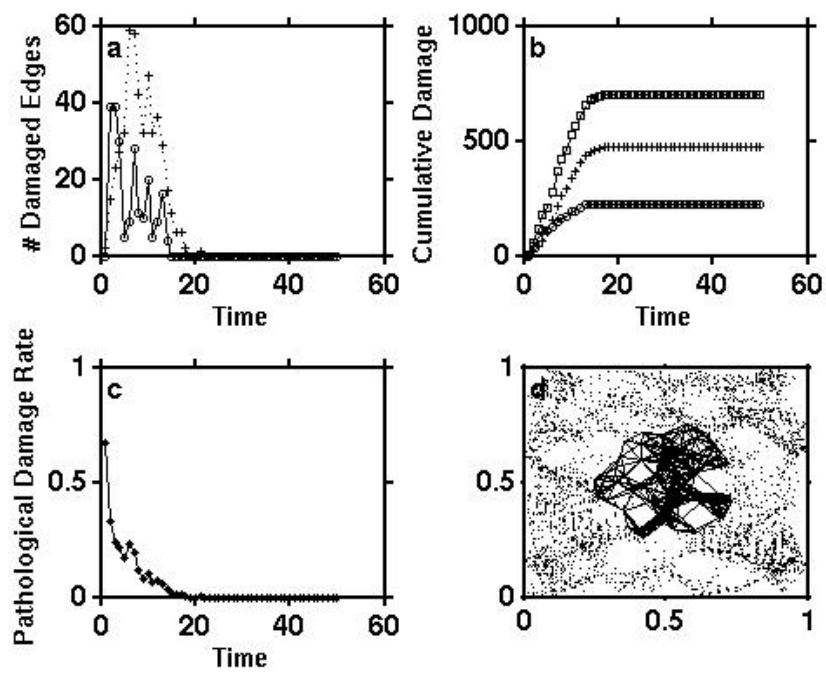 # Damaged Edges
60
40
20
0
a
0 20 40 60
Time
Cumulative Damage
1000
500
0
b
0 20 40 60
Time
Pathological Damage Rate
1
0.5
0
c
0 20 40 60
Time
1
0.5
0
d
0 0.5 1